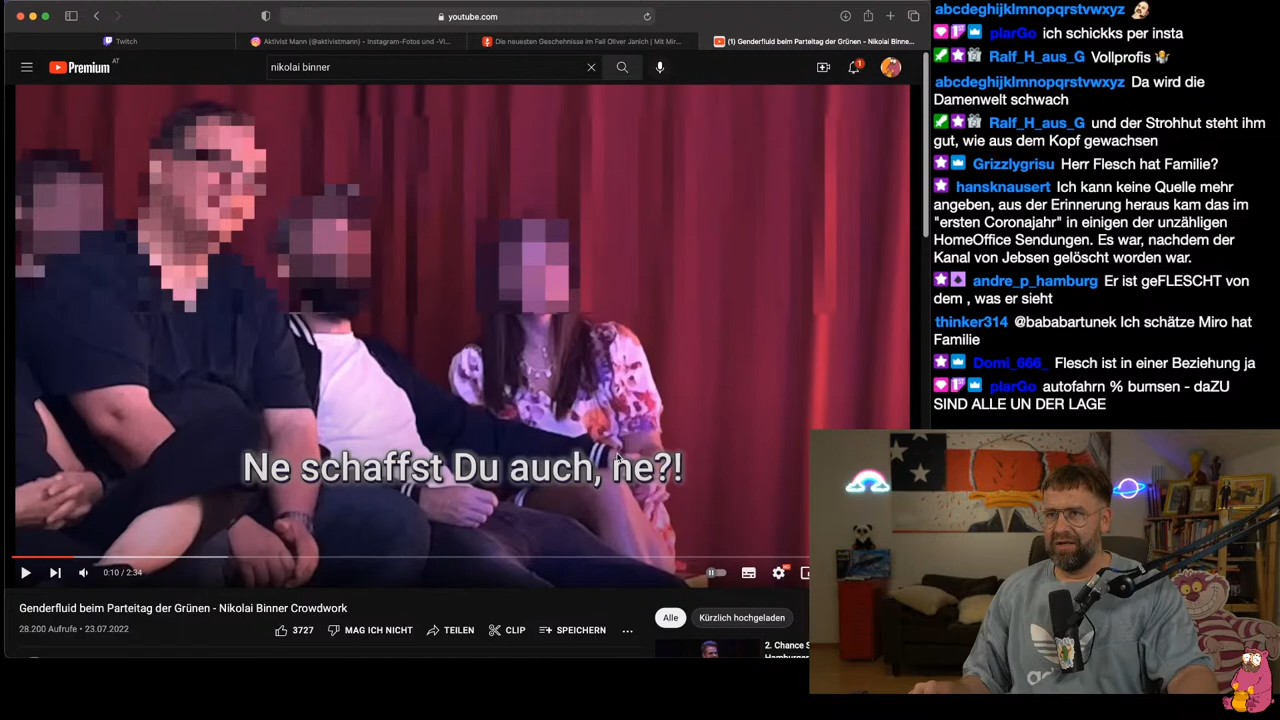 youtube.com
Twitch
Aktivist Mann (@aktivistmann) • Instagram-Fotos und -Vi...
Die neuesten Geschehnisse im Fall Oliver Janich | Mit Mir...
(1) Genderfluid beim Parteitag der Grünen - Nikolai Binne...
Premium AT
nikolai binner
1
Ne schaffst Du auch, ne?!
0:10 / 2:34
Genderfluid beim Parteitag der Grünen - Nikolai Binner Crowdwork
28.200 Aufrufe • 23.07.2022
3727
MAG ICH NICHT
TEILEN
CLIP
SPEICHERN
Alle
Kürzlich hochgeladen
2. Chance S
Hamburger
abcdeghijklmnopqrstvwxyz
plarGo ich schickks per insta
Ralf_H_aus_G Vollprofis
abcdeghijklmnopqrstvwxyz Da wird die
Damenwelt schwach
Ralf_H_aus_G und der Strohhut steht ihm
gut, wie aus dem Kopf gewachsen
Grizzlygrisu Herr Flesch hat Familie?
hansknausert Ich kann keine Quelle mehr
angeben, aus der Erinnerung heraus kam das im
"ersten Coronajahr" in einigen der unzähligen
HomeOffice Sendungen. Es war, nachdem der
Kanal von Jebsen gelöscht worden war.
andre_p_hamburg Er ist geFLESCHT von
dem , was er sieht
thinker314 @bababartunek Ich schätze Miro hat
Familie
Domi_666_ Flesch ist in einer Beziehung ja
plarGo autofahrn % bumsen - daZU
SIND ALLE UN DER LAGE